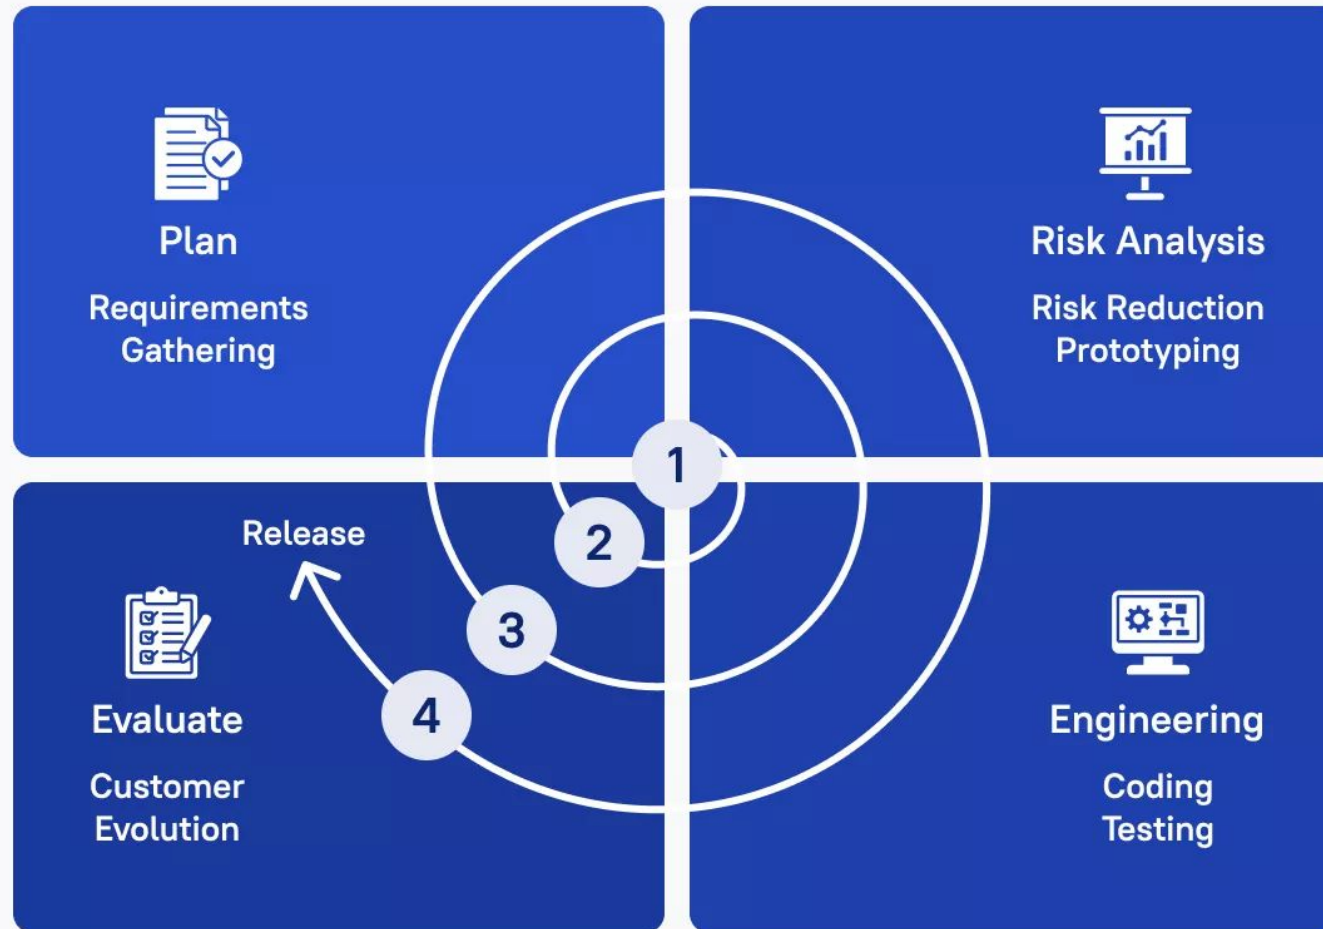 Plan
Requirements
Gathering
Risk Analysis
Risk Reduction
Prototyping
1
2
3
4
Release
Evaluate
Customer
Evolution
Engineering
Coding
Testing